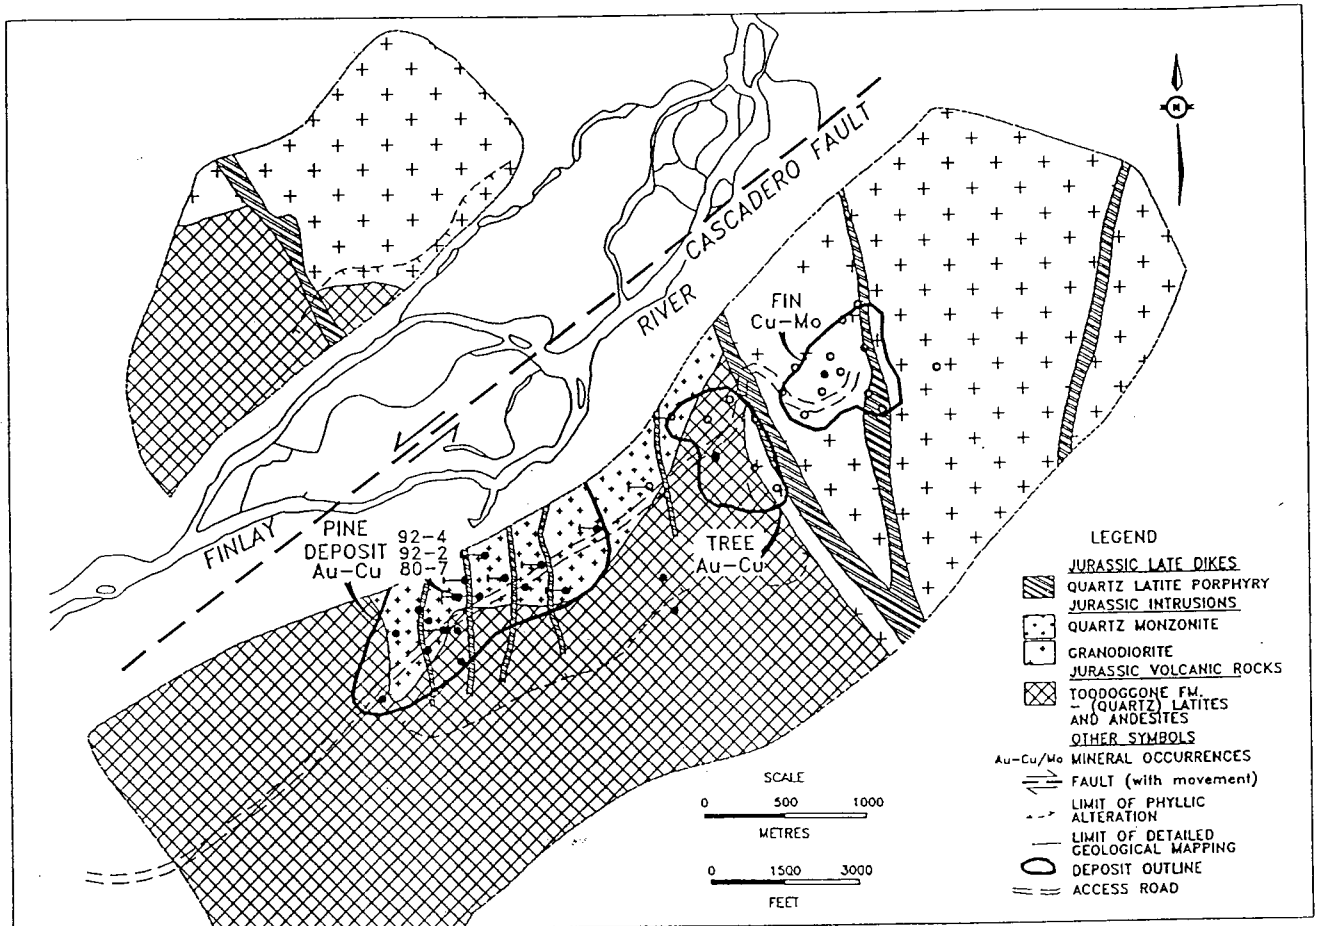 N
CASCADERO FAULT
RIVER
FINLAY
FIN
Cu-Mo
PINE
DEPOSIT
Au-Cu
92-4
92-2
80-7
TREE
Au-Cu
LEGEND
JURASSIC LATE DIKES
QUARTZ LATITE PORPHYRY
JURASSIC INTRUSIONS
QUARTZ MONZONITE
GRANODIORITE
JURASSIC VOLCANIC ROCKS
TOODOGGONE FM.
- (QUARTZ) LATITES
AND ANDESITES
OTHER SYMBOLS
Au-Cu/Mo MINERAL OCCURRENCES
FAULT (with movement)
LIMIT OF PHYLLIC
ALTERATION
LIMIT OF DETAILED
GEOLOGICAL MAPPING
DEPOSIT OUTLINE
ACCESS ROAD
SCALE
0 500 1000
METRES
0 1500 3000
FEET